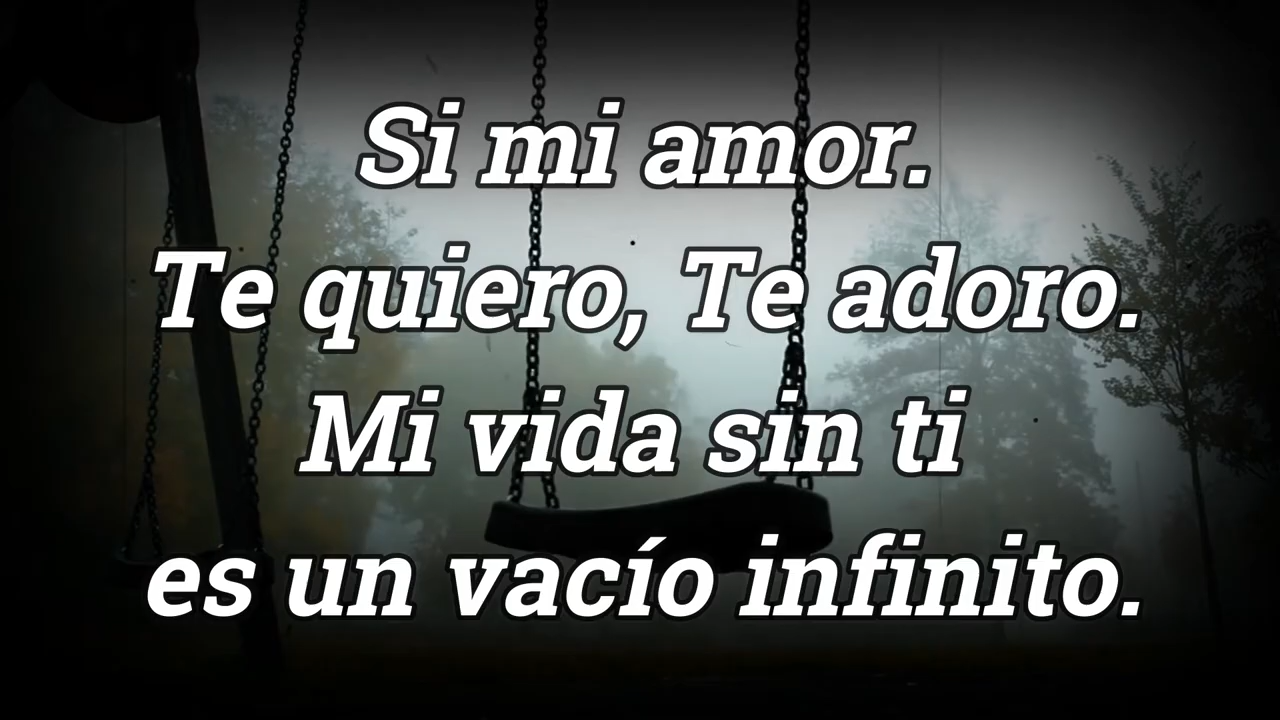 Si mi amor.
Te quiero, Te adoro.
Mi vida sin ti
es un vacío infinito.